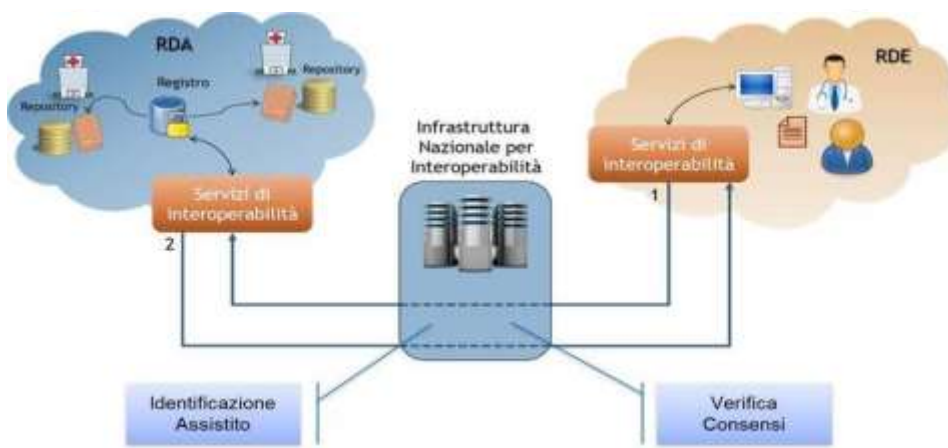 RDA
Repository
Registro
Repository
Servizi di
interoperabilità
2
Infrastruttura
Nazionale per
Interoperabilità
RDE
Servizi di
interoperabilità
1
Identificazione
Assistito
Verifica
Consensi